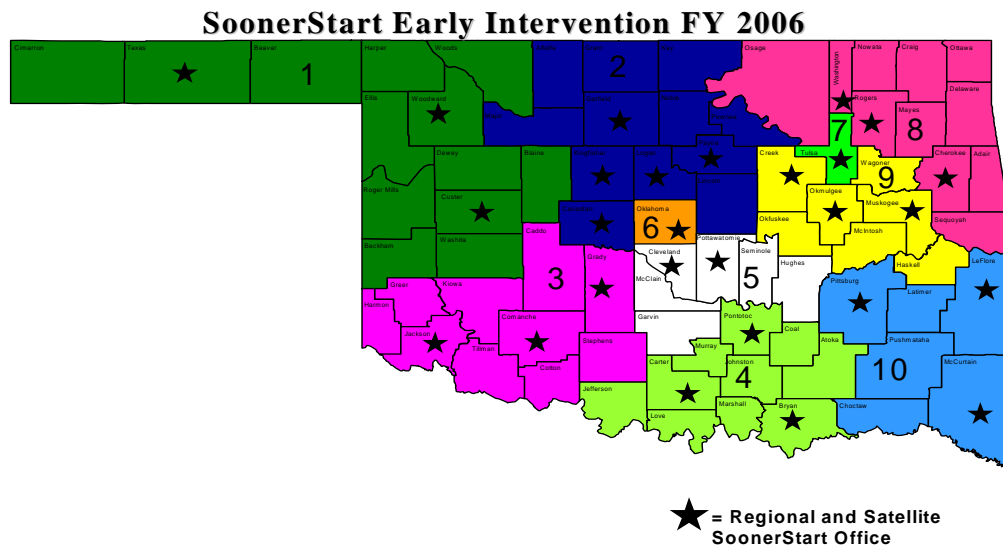 SoonerStart Early Intervention FY 2006
Cimarron
Texas
Beaver
1
Harper
Woods
2
Osage
Washington
Nowata
Craig
Ottawa
Delaware
Ellis
Woodward
Rogers
Mayes
8
7
Tulsa
Dewey
Blaine
Creek
Wagoner
9
Cherokee
Adair
Roger Mills
Custer
Okmulgee
Muskogee
Oklahoma
6
Okfuskee
McIntosh
Sequoyah
Beckham
Washita
Caddo
Pottawatomie
Cleveland
Seminole
Hughes
Haskell
LeFlore
Grady
McClain
3
5
Pittsburg
Latimer
Greer
Kiowa
Harmon
Jackson
Comanche
Garvin
Pontotoc
Coal
Atoka
Pushmataha
Tillman
Stephens
Murray
Cotton
Carter
Johnston
4
10
McCurtain
Jefferson
Love
Marshall
Bryan
Choctaw
= Regional and Satellite
SoonerStart Office